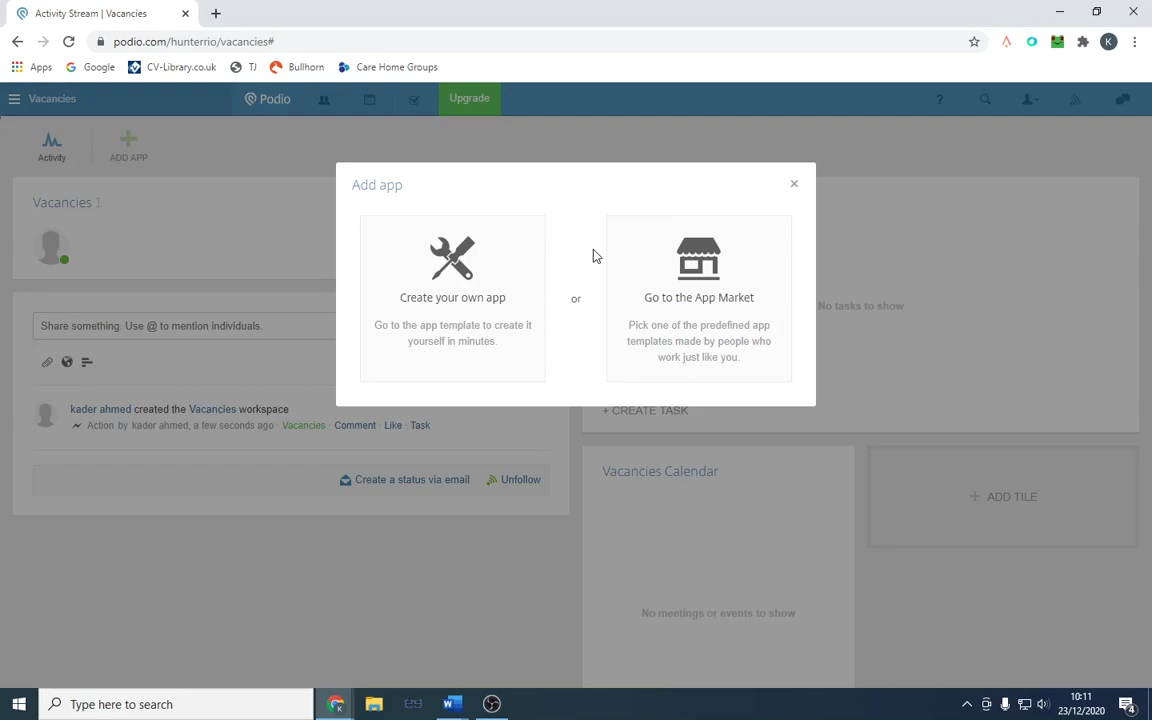 Activity Stream | Vacancies
podio.com/hunterrio/vacancies#
K
Apps
Google
CV-Library.co.uk
TJ
Bullhorn
Care Home Groups
Vacancies
Podio
Upgrade
?
Activity
ADD APP
Add app
Vacancies 1
Create your own app
Go to the app template to create it
yourself in minutes.
or
Go to the App Market
Pick one of the predefined app
templates made by people who
work just like you.
No tasks to show
Share something. Use @ to mention individuals.
kader ahmed created the Vacancies workspace
Action by kader ahmed, a few seconds ago · Vacancies · Comment · Like · Task
+ CREATE TASK
Create a status via email
Unfollow
Vacancies Calendar
+ ADD TILE
No meetings or events to show
Type here to search
10:11
23/12/2020
4